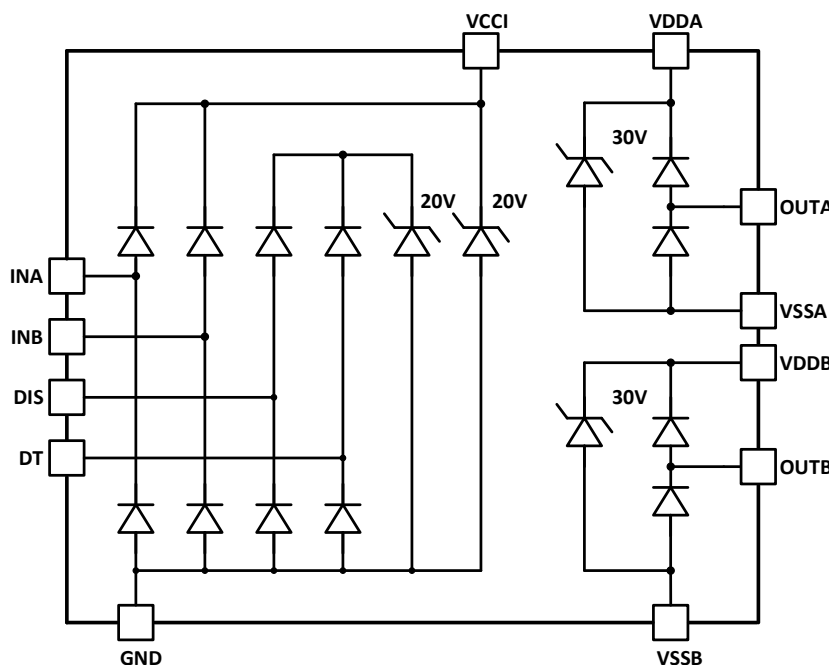 VCCI
VDDA
30V
20V
20V
OUTA
INA
VSSA
INB
VDDB
DIS
30V
DT
OUTB
GND
VSSB